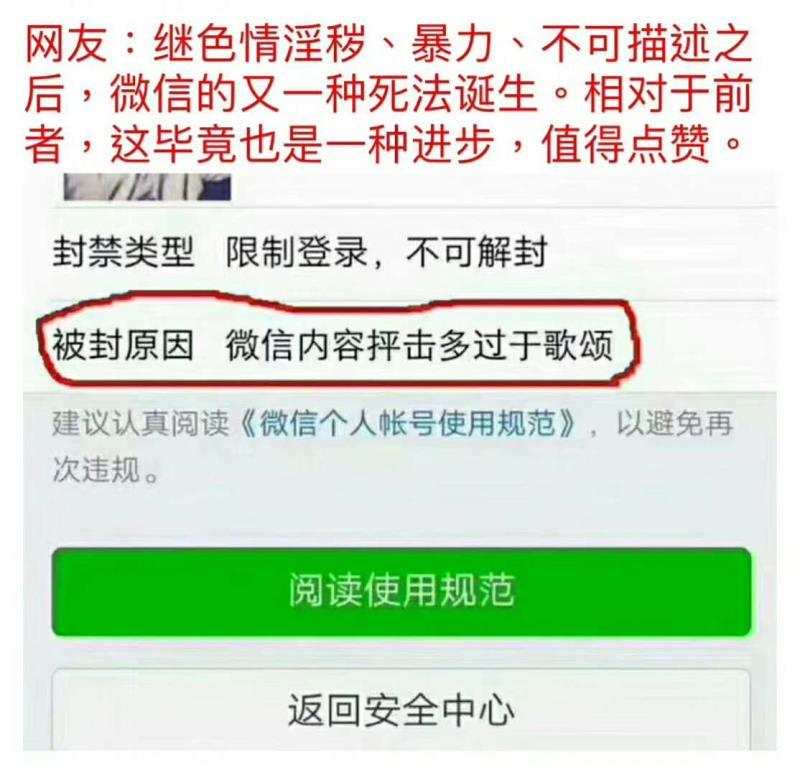 网友：继色情淫秽、暴力、不可描述之
后，微信的又一种死法诞生。相对于前
者，这毕竟也是一种进步，值得点赞。
封禁类型 限制登录，不可解封
被封原因 微信内容抨击多过于歌颂
建议认真阅读《微信个人帐号使用规范》，以避免再
次违规。
阅读使用规范
返回安全中心